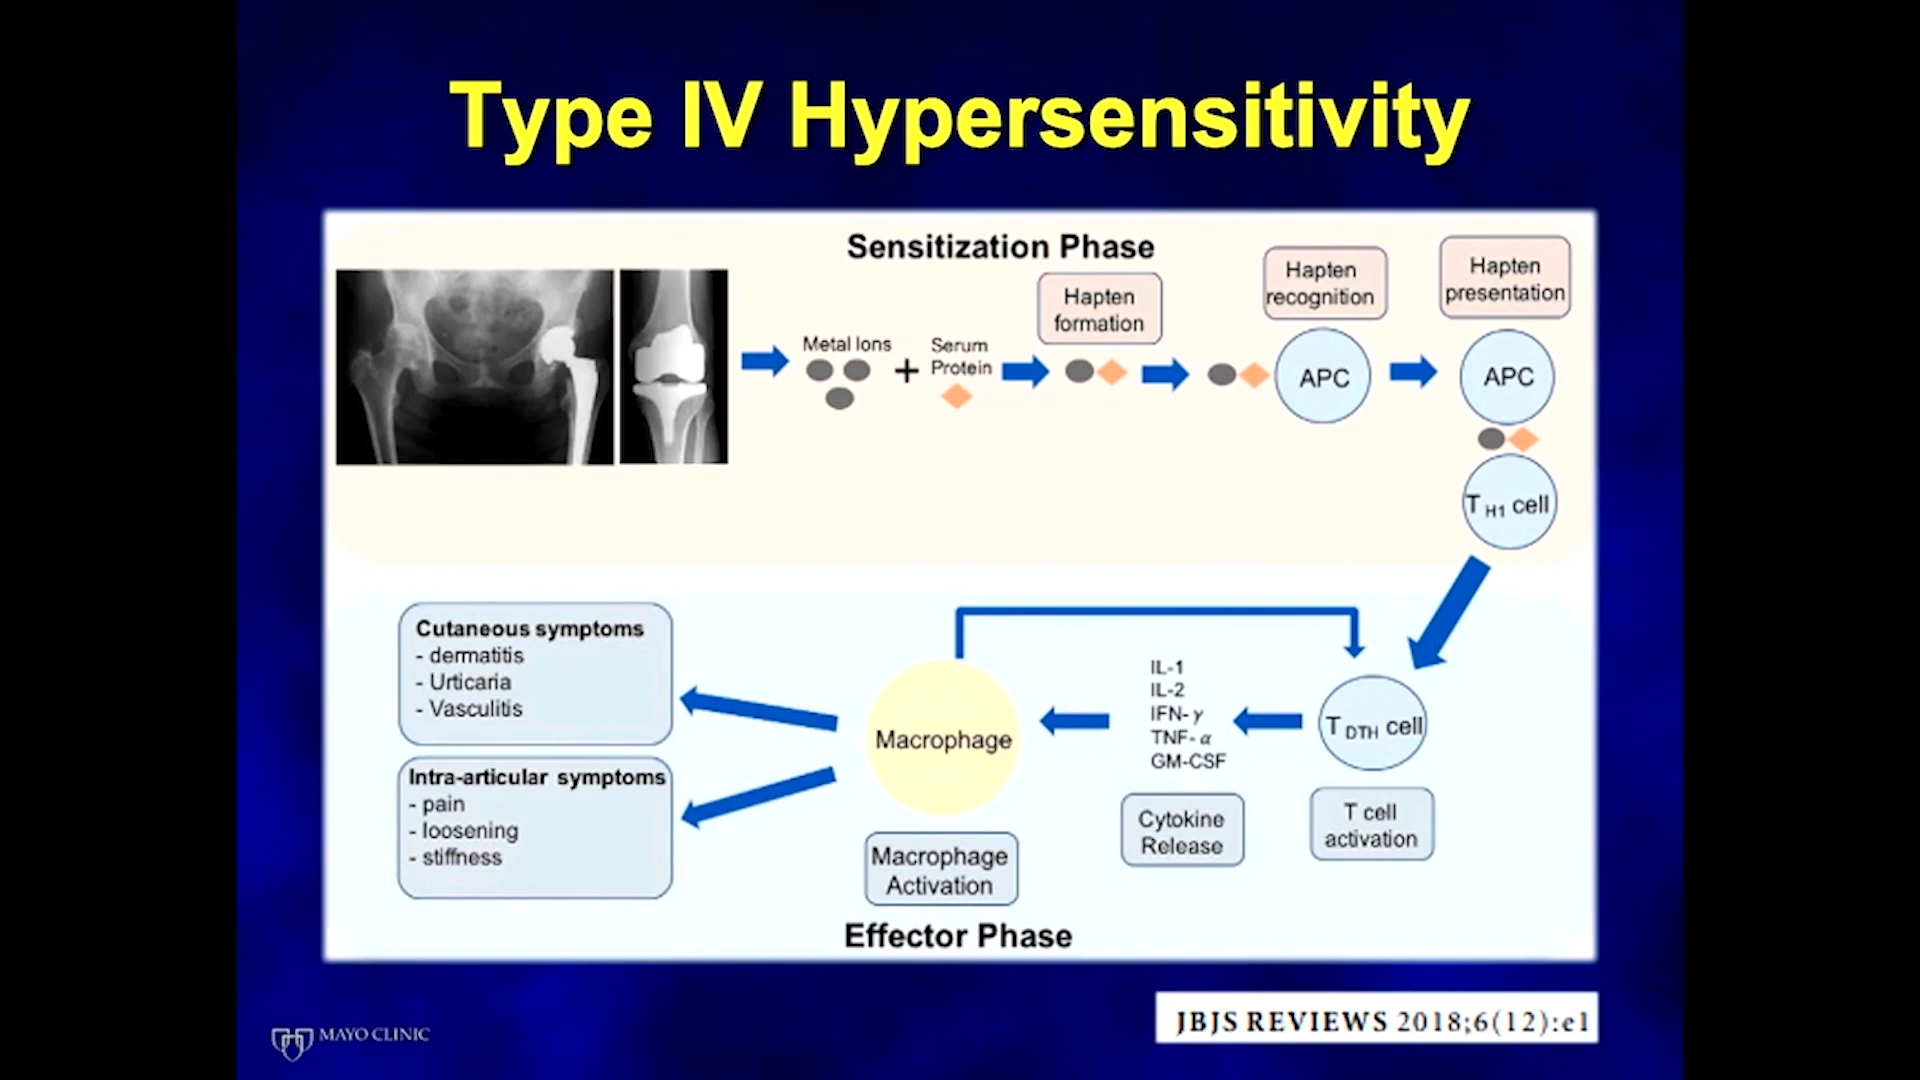 Type IV Hypersensitivity
Sensitization Phase
Metal Ions
+
Serum
Protein
Hapten
formation
Hapten
recognition
APC
Hapten
presentation
APC
T H1 cell
T DTH cell
T cell
activation
IL-1
IL-2
IFN-γ
TNF-α
GM-CSF
Cytokine
Release
Macrophage
Macrophage
Activation
Cutaneous symptoms
- dermatitis
- Urticaria
- Vasculitis
Intra-articular symptoms
- pain
- loosening
- stiffness
Effector Phase
MAYO CLINIC
JBJS REVIEWS 2018;6(12):e1